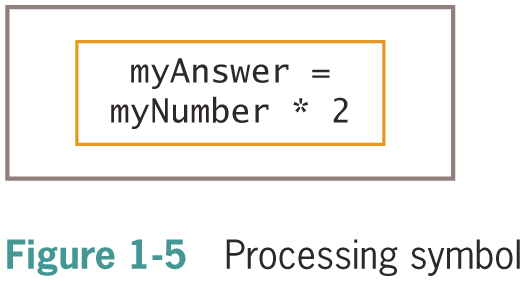 myAnswer =
myNumber * 2
Figure 1-5 Processing symbol